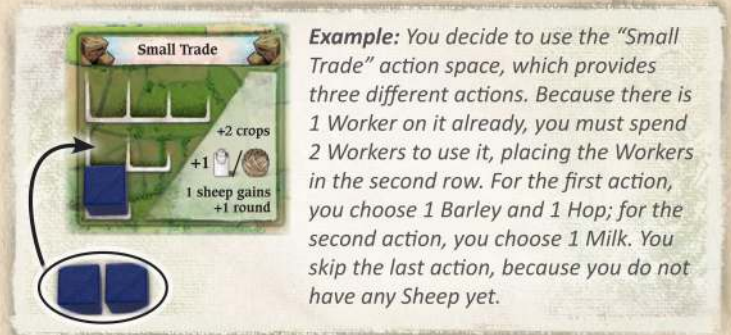 Small Trade
+2 crops
+1 /
1 sheep gains
+1 round
Example: You decide to use the “Small
Trade” action space, which provides
three different actions. Because there is
1 Worker on it already, you must spend
2 Workers to use it, placing the Workers
in the second row. For the first action,
you choose 1 Barley and 1 Hop; for the
second action, you choose 1 Milk. You
skip the last action, because you do not
have any Sheep yet.